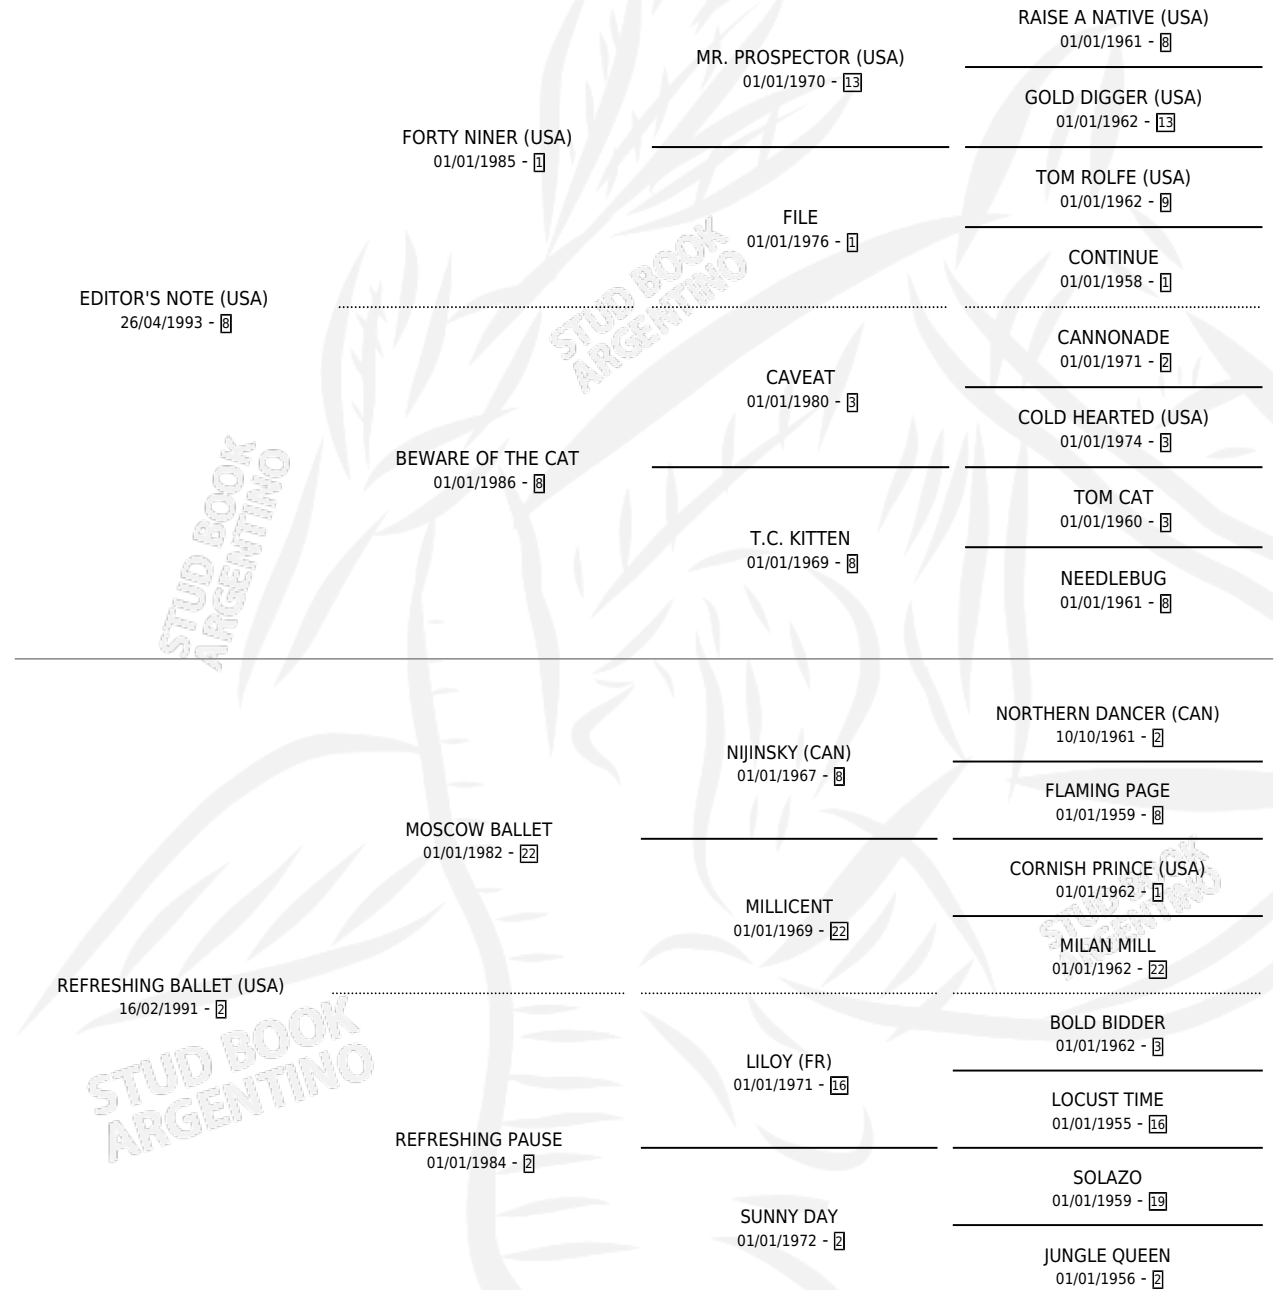 RAISE A NATIVE (USA)
01/01/1961 - 8
MR. PROSPECTOR (USA)
01/01/1970 - 13
GOLD DIGGER (USA)
01/01/1962 - 13
FORTY NINER (USA)
01/01/1985 - 1
TOM ROLFE (USA)
01/01/1962 - 9
FILE
01/01/1976 - 1
CONTINUE
01/01/1958 - 1
EDITOR'S NOTE (USA)
26/04/1993 - 8
STUD BOOK
ARGENTINO
CANNONADE
01/01/1971 - 2
CAVEAT
01/01/1980 - 3
COLD HEARTED (USA)
01/01/1974 - 3
BEWARE OF THE CAT
01/01/1986 - 8
TOM CAT
01/01/1960 - 3
T.C. KITTEN
01/01/1969 - 8
NEEDLEBUG
01/01/1961 - 8
STUD BOOK
ARGENTINO
NORTHERN DANCER (CAN)
10/10/1961 - 2
NIJINSKY (CAN)
01/01/1967 - 8
FLAMING PAGE
01/01/1959 - 8
MOSCOW BALLET
01/01/1982 - 22
CORNISH PRINCE (USA)
01/01/1962 - 1
MILLICENT
01/01/1969 - 22
STUD BOOK
ARGENTINO
MILAN MILL
01/01/1962 - 22
REFRESHING BALLET (USA)
16/02/1991 - 2
BOLD BIDDER
01/01/1962 - 3
LILOY (FR)
01/01/1971 - 16
LOCUST TIME
01/01/1955 - 16
STUD BOOK
ARGENTINO
REFRESHING PAUSE
01/01/1984 - 2
SOLAZO
01/01/1959 - 19
SUNNY DAY
01/01/1972 - 2
JUNGLE QUEEN
01/01/1956 - 2